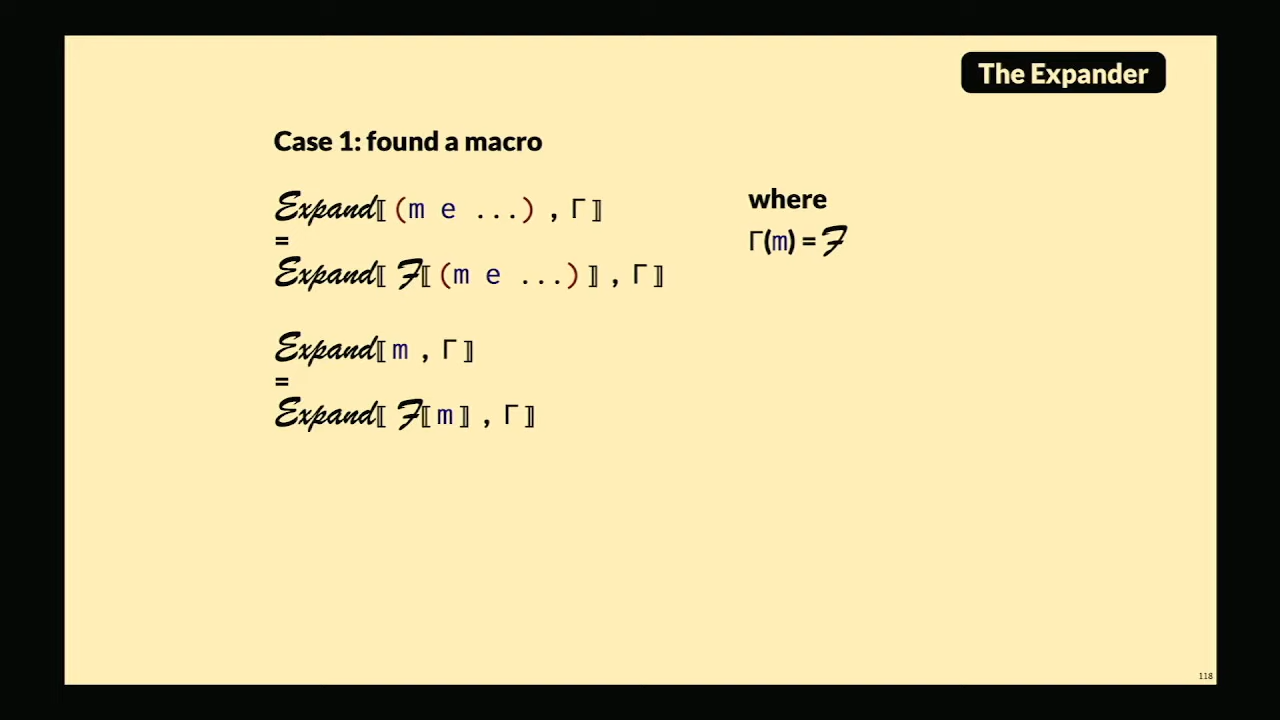 The Expander
Case 1: found a macro
Expand⟦ (m e ...) , Γ ⟧
=
Expand⟦ ℱ⟦ (m e ...) ⟧ , Γ ⟧
where
Γ(m) = ℱ
Expand⟦ m , Γ ⟧
=
Expand⟦ ℱ⟦ m ⟧ , Γ ⟧
118